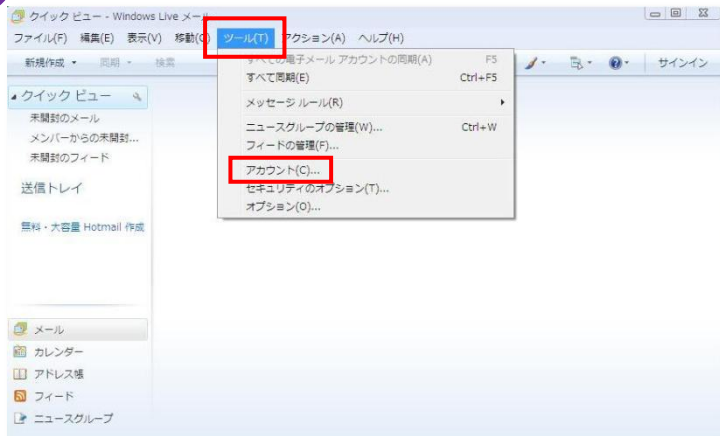 クイック ビュー - Windows Live メール
ファイル(F) 編集(E) 表示(V) 移動(G) ツール(T) アクション(A) ヘルプ(H)
新規作成 同期 検索 サインイン
すべての電子メール アカウントの同期(A) F5
すべて同期(E) Ctrl+F5
メッセージ ルール(R)
ニュースグループの管理(W)... Ctrl+W
フィードの管理(F)...
アカウント(C)...
セキュリティのオプション(T)...
オプション(O)...
クイック ビュー
未開封のメール
メンバーからの未開封...
未開封のフィード
送信トレイ
無料・大容量 Hotmail 作成
メール
カレンダー
アドレス帳
フィード
ニュースグループ